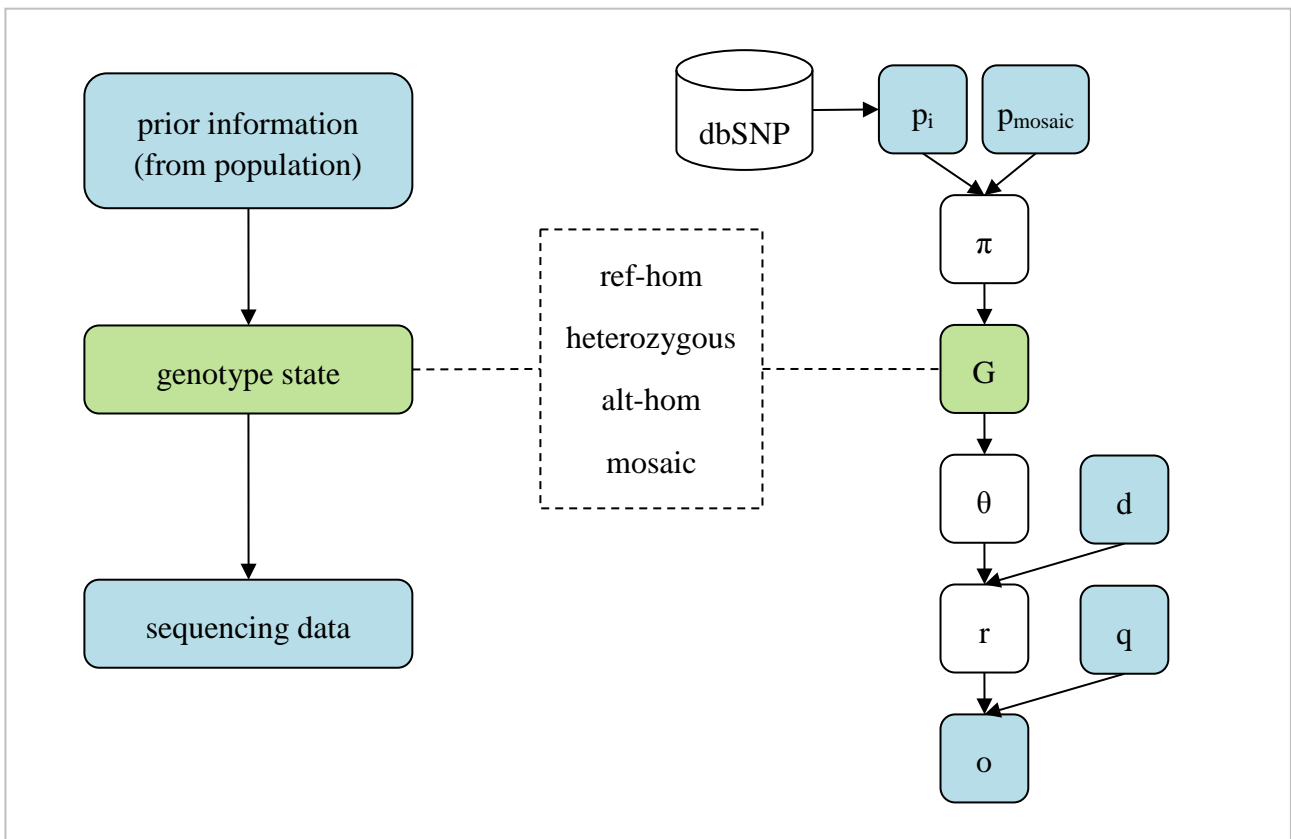 prior information
(from population)
genotype state
sequencing data
ref-hom
heterozygous
alt-hom
mosaic
dbSNP
pi
pmosaic
π
G
θ
d
r
q
o